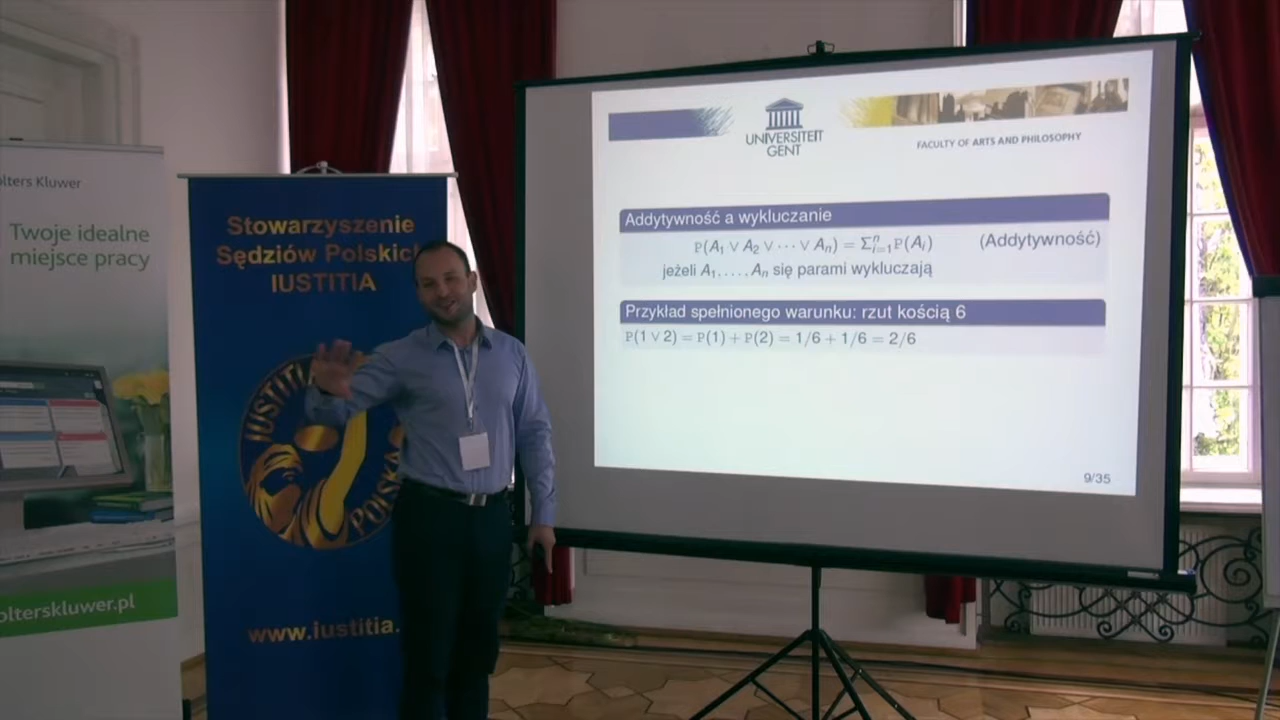 olters Kluwer
Twoje idealne
miejsce pracy
olterskluwer.pl
Stowarzyszenie
Sędziów Polskich
IUSTITIA
IUSTITIA
POLSKA
www.iustitia.
UNIVERSITEIT
GENT
FACULTY OF ARTS AND PHILOSOPHY
Addytywność a wykluczanie
P(A₁ ∨ A₂ ∨ ⋯ ∨ Aₙ) = Σⁿᵢ₌₁P(Aᵢ) (Addytywność)
jeżeli A₁, …, Aₙ się parami wykluczają
Przykład spełnionego warunku: rzut kością 6
P(1 ∨ 2) = P(1) + P(2) = 1/6 + 1/6 = 2/6
9/35